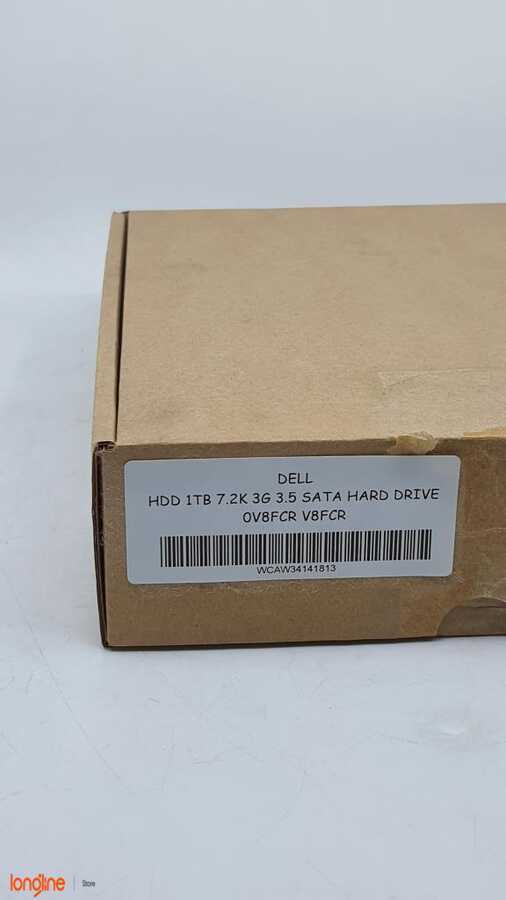 DELL
HDD 1TB 7.2K 3G 3.5 SATA HARD DRIVE
0V8FCR V8FCR
WCAW34141813
longline | Store